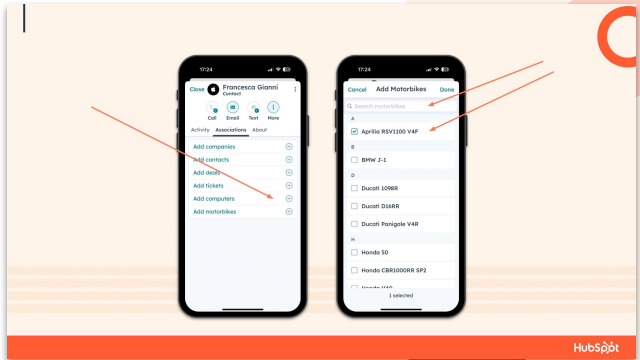 17:24
Close
Francesca Gianni
Contact
Call Email Text More
Activity Associations About
Add companies
Add contacts
Add deals
Add tickets
Add computers
Add motorbikes
17:24
Cancel Add Motorbikes Done
Search motorbikes
A
Aprilia RSV1100 V4F
B
BMW J-1
D
Ducati 1098R
Ducati D16RR
Ducati Panigale V4R
H
Honda 50
Honda CBR1000RR SP2
1 selected
HubSpot